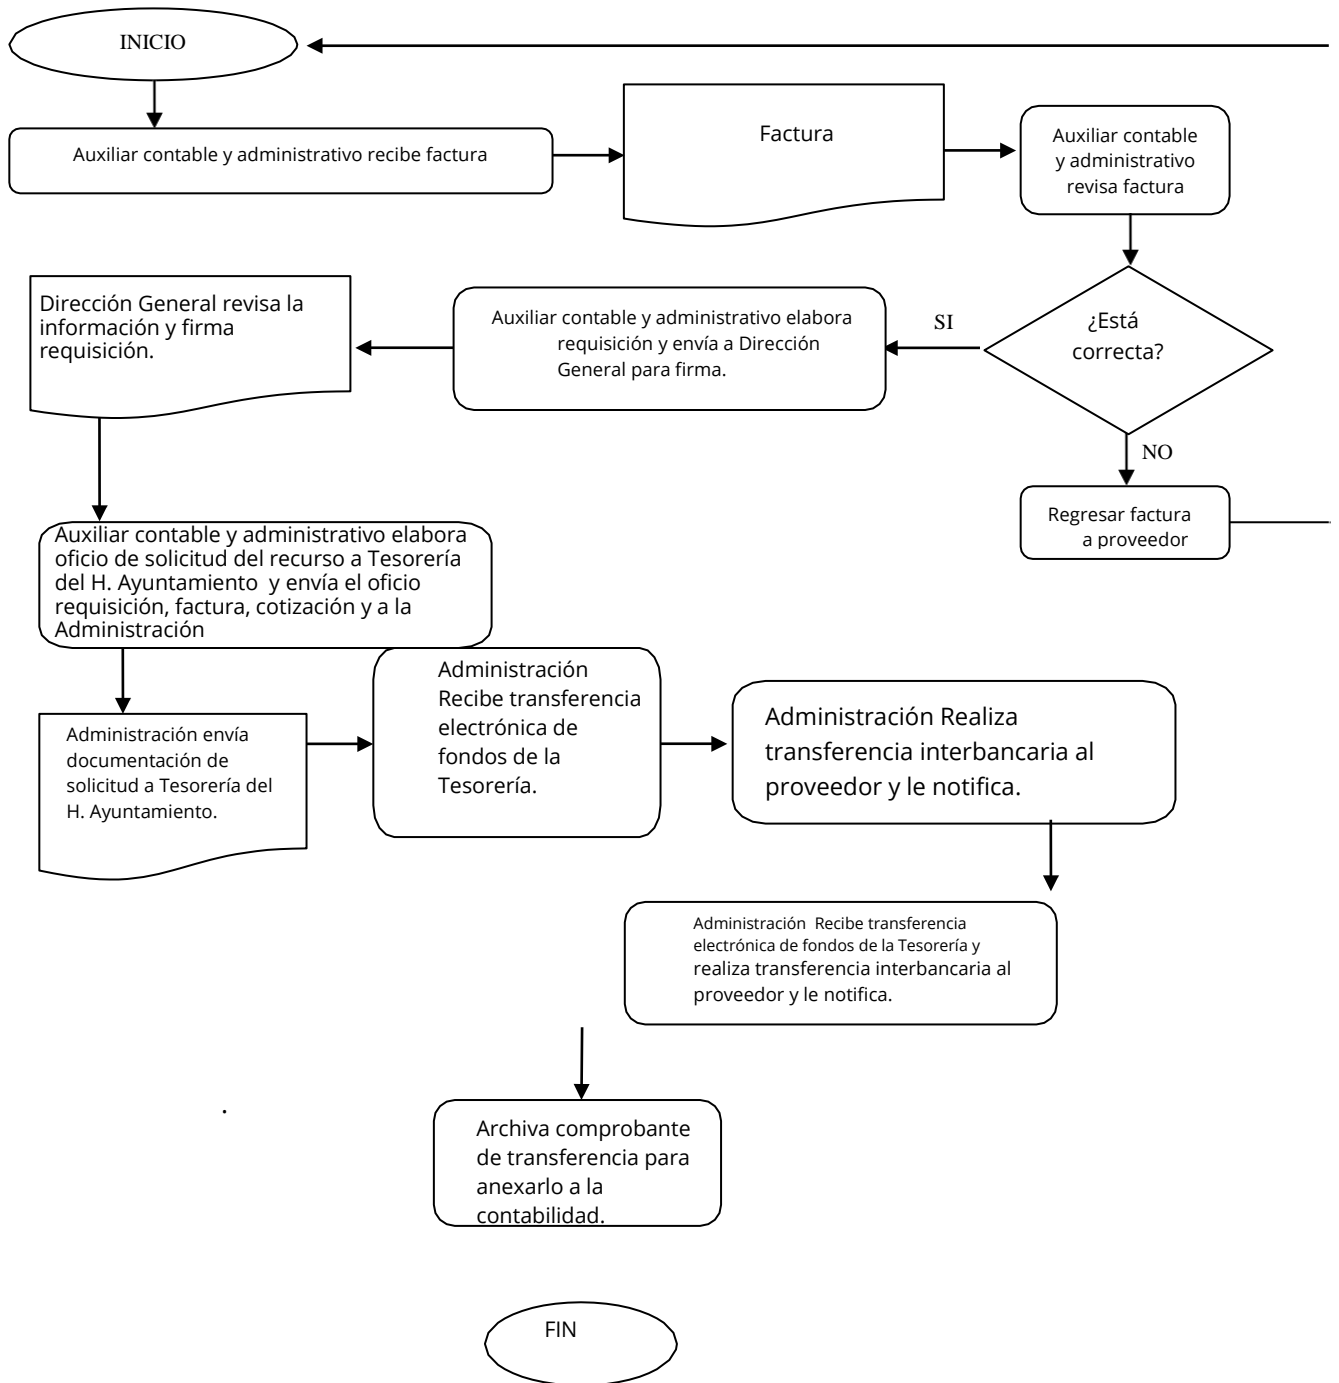 INICIO
Auxiliar contable y administrativo recibe factura
Factura
Auxiliar contable
y administrativo
revisa factura
¿Está
correcta?
SI
Auxiliar contable y administrativo elabora
requisición y envía a Dirección
General para firma.
Dirección General revisa la
información y firma
requisición.
NO
Regresar factura
a proveedor
Auxiliar contable y administrativo elabora
oficio de solicitud del recurso a Tesorería
del H. Ayuntamiento y envía el oficio
requisición, factura, cotización y a la
Administración
Administración envía
documentación de
solicitud a Tesorería del
H. Ayuntamiento.
Administración
Recibe transferencia
electrónica de
fondos de la
Tesorería.
Administración Realiza
transferencia interbancaria al
proveedor y le notifica.
Administración Recibe transferencia
electrónica de fondos de la Tesorería y
realiza transferencia interbancaria al
proveedor y le notifica.
.
Archiva comprobante
de transferencia para
anexarlo a la
contabilidad.
FIN